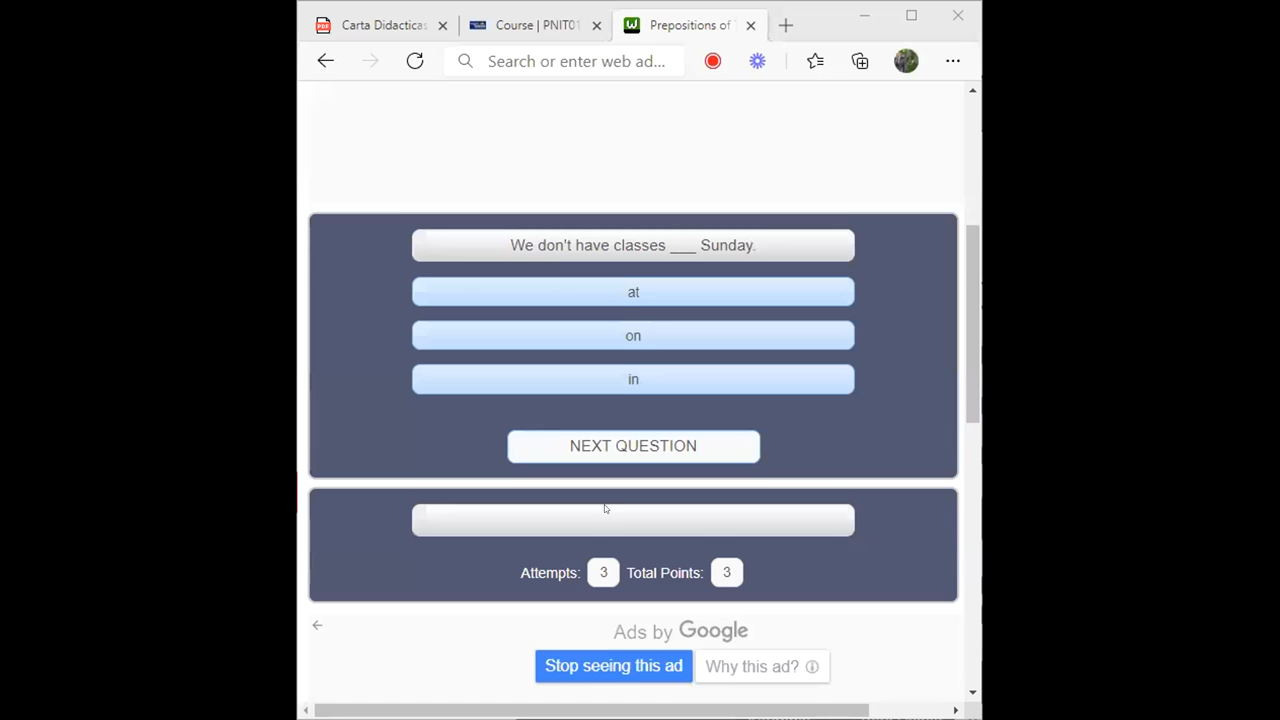 Carta Didacticas
Course | PNIT01
Prepositions of
Search or enter web ad...
We don't have classes ___ Sunday.
at
on
in
NEXT QUESTION
Attempts: 3 Total Points: 3
Ads by Google
Stop seeing this ad
Why this ad?